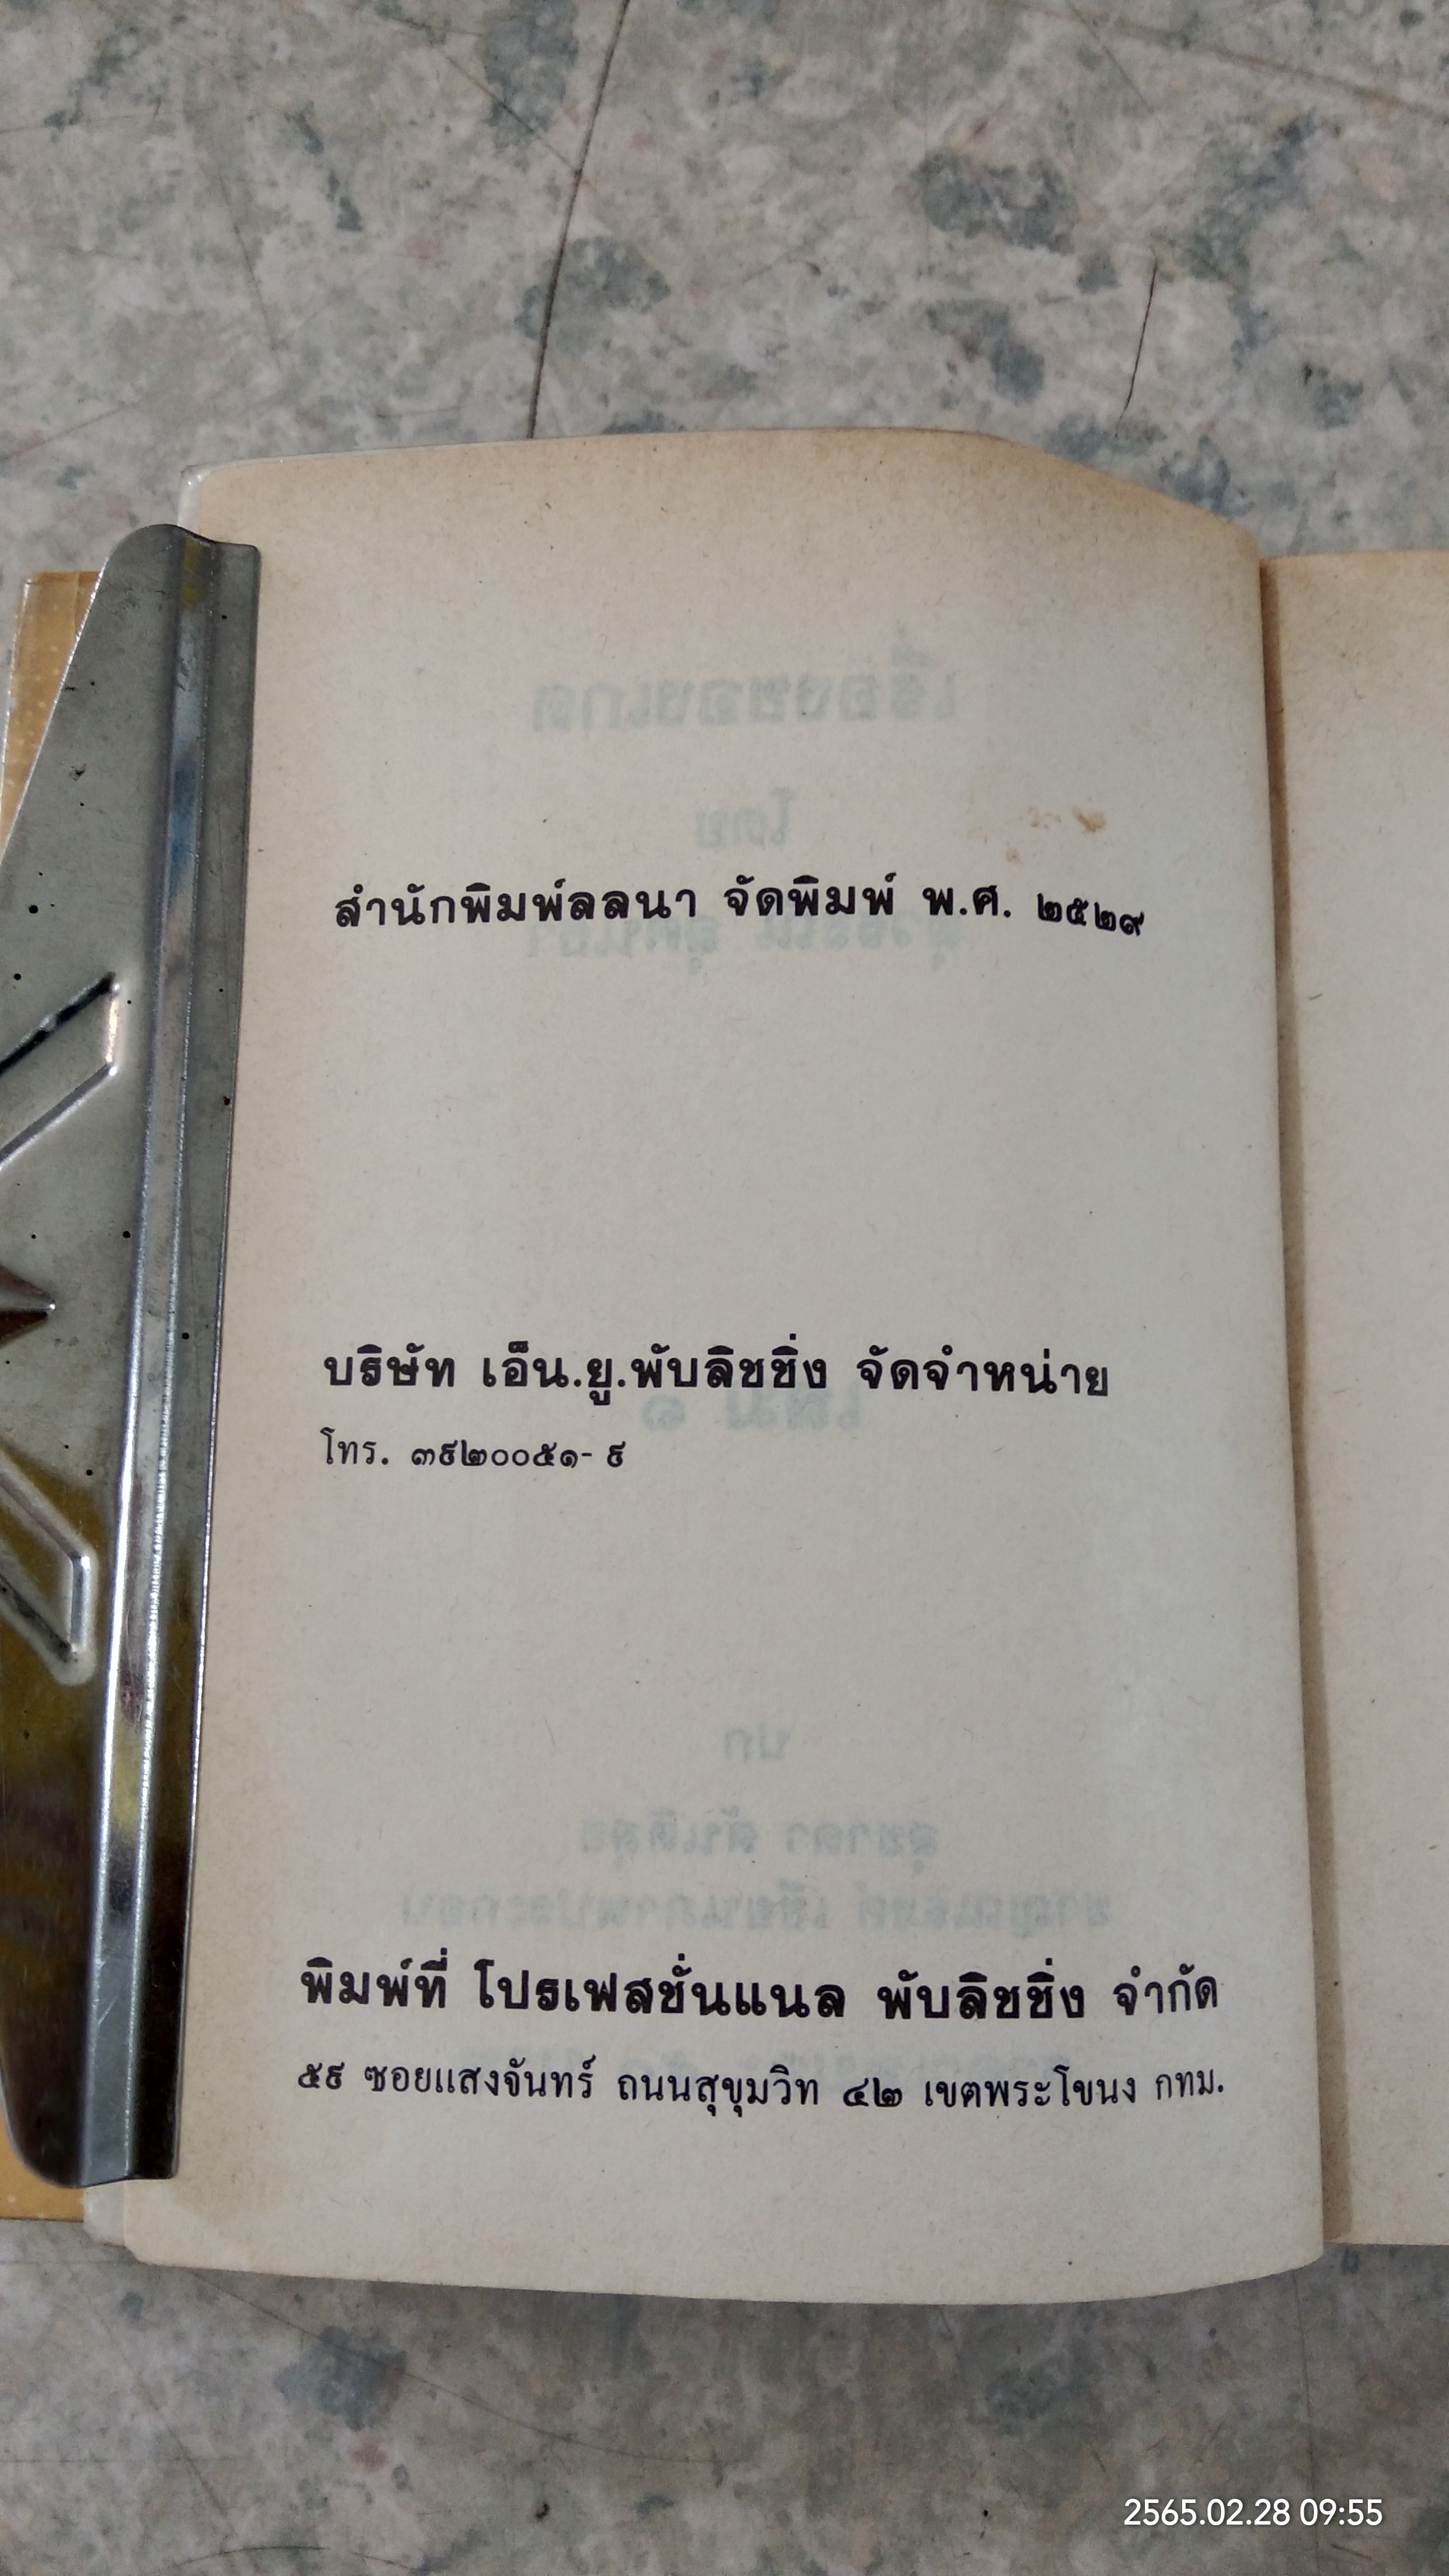 สำนักพิมพ์ลลนา จัดพิมพ์ พ.ศ. ๒๕๒๙
บริษัท เอ็น.ยู.พับลิชชิ่ง จัดจำหน่าย
โทร. ๓๙๒๐๐๕๑-๙
พิมพ์ที่ โปรเฟสชั่นแนล พับลิชชิ่ง จำกัด
๕๙ ซอยแสงจันทร์ ถนนสุขุมวิท ๔๒ เขตพระโขนง กทม.
2565.02.28 09:55